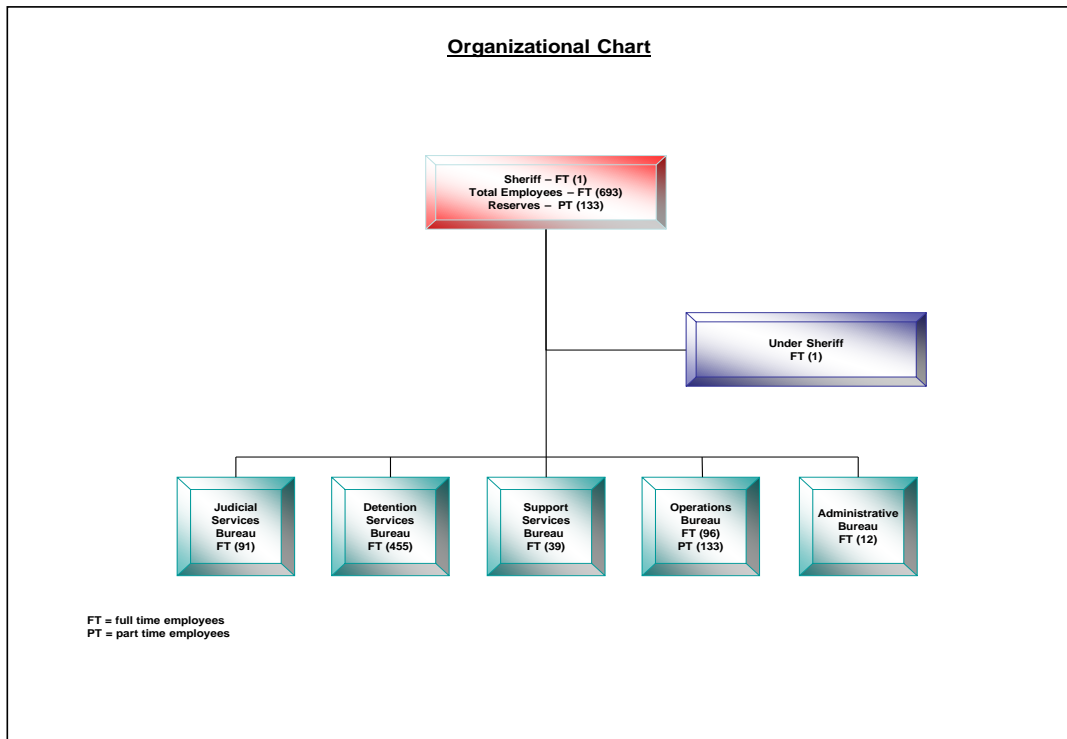 Organizational Chart
Sheriff – FT (1)
Total Employees – FT (693)
Reserves – PT (133)
Under Sheriff
FT (1)
Judicial
Services
Bureau
FT (91)
Detention
Services
Bureau
FT (455)
Support
Services
Bureau
FT (39)
Operations
Bureau
FT (96)
PT (133)
Administrative
Bureau
FT (12)
FT = full time employees
PT = part time employees